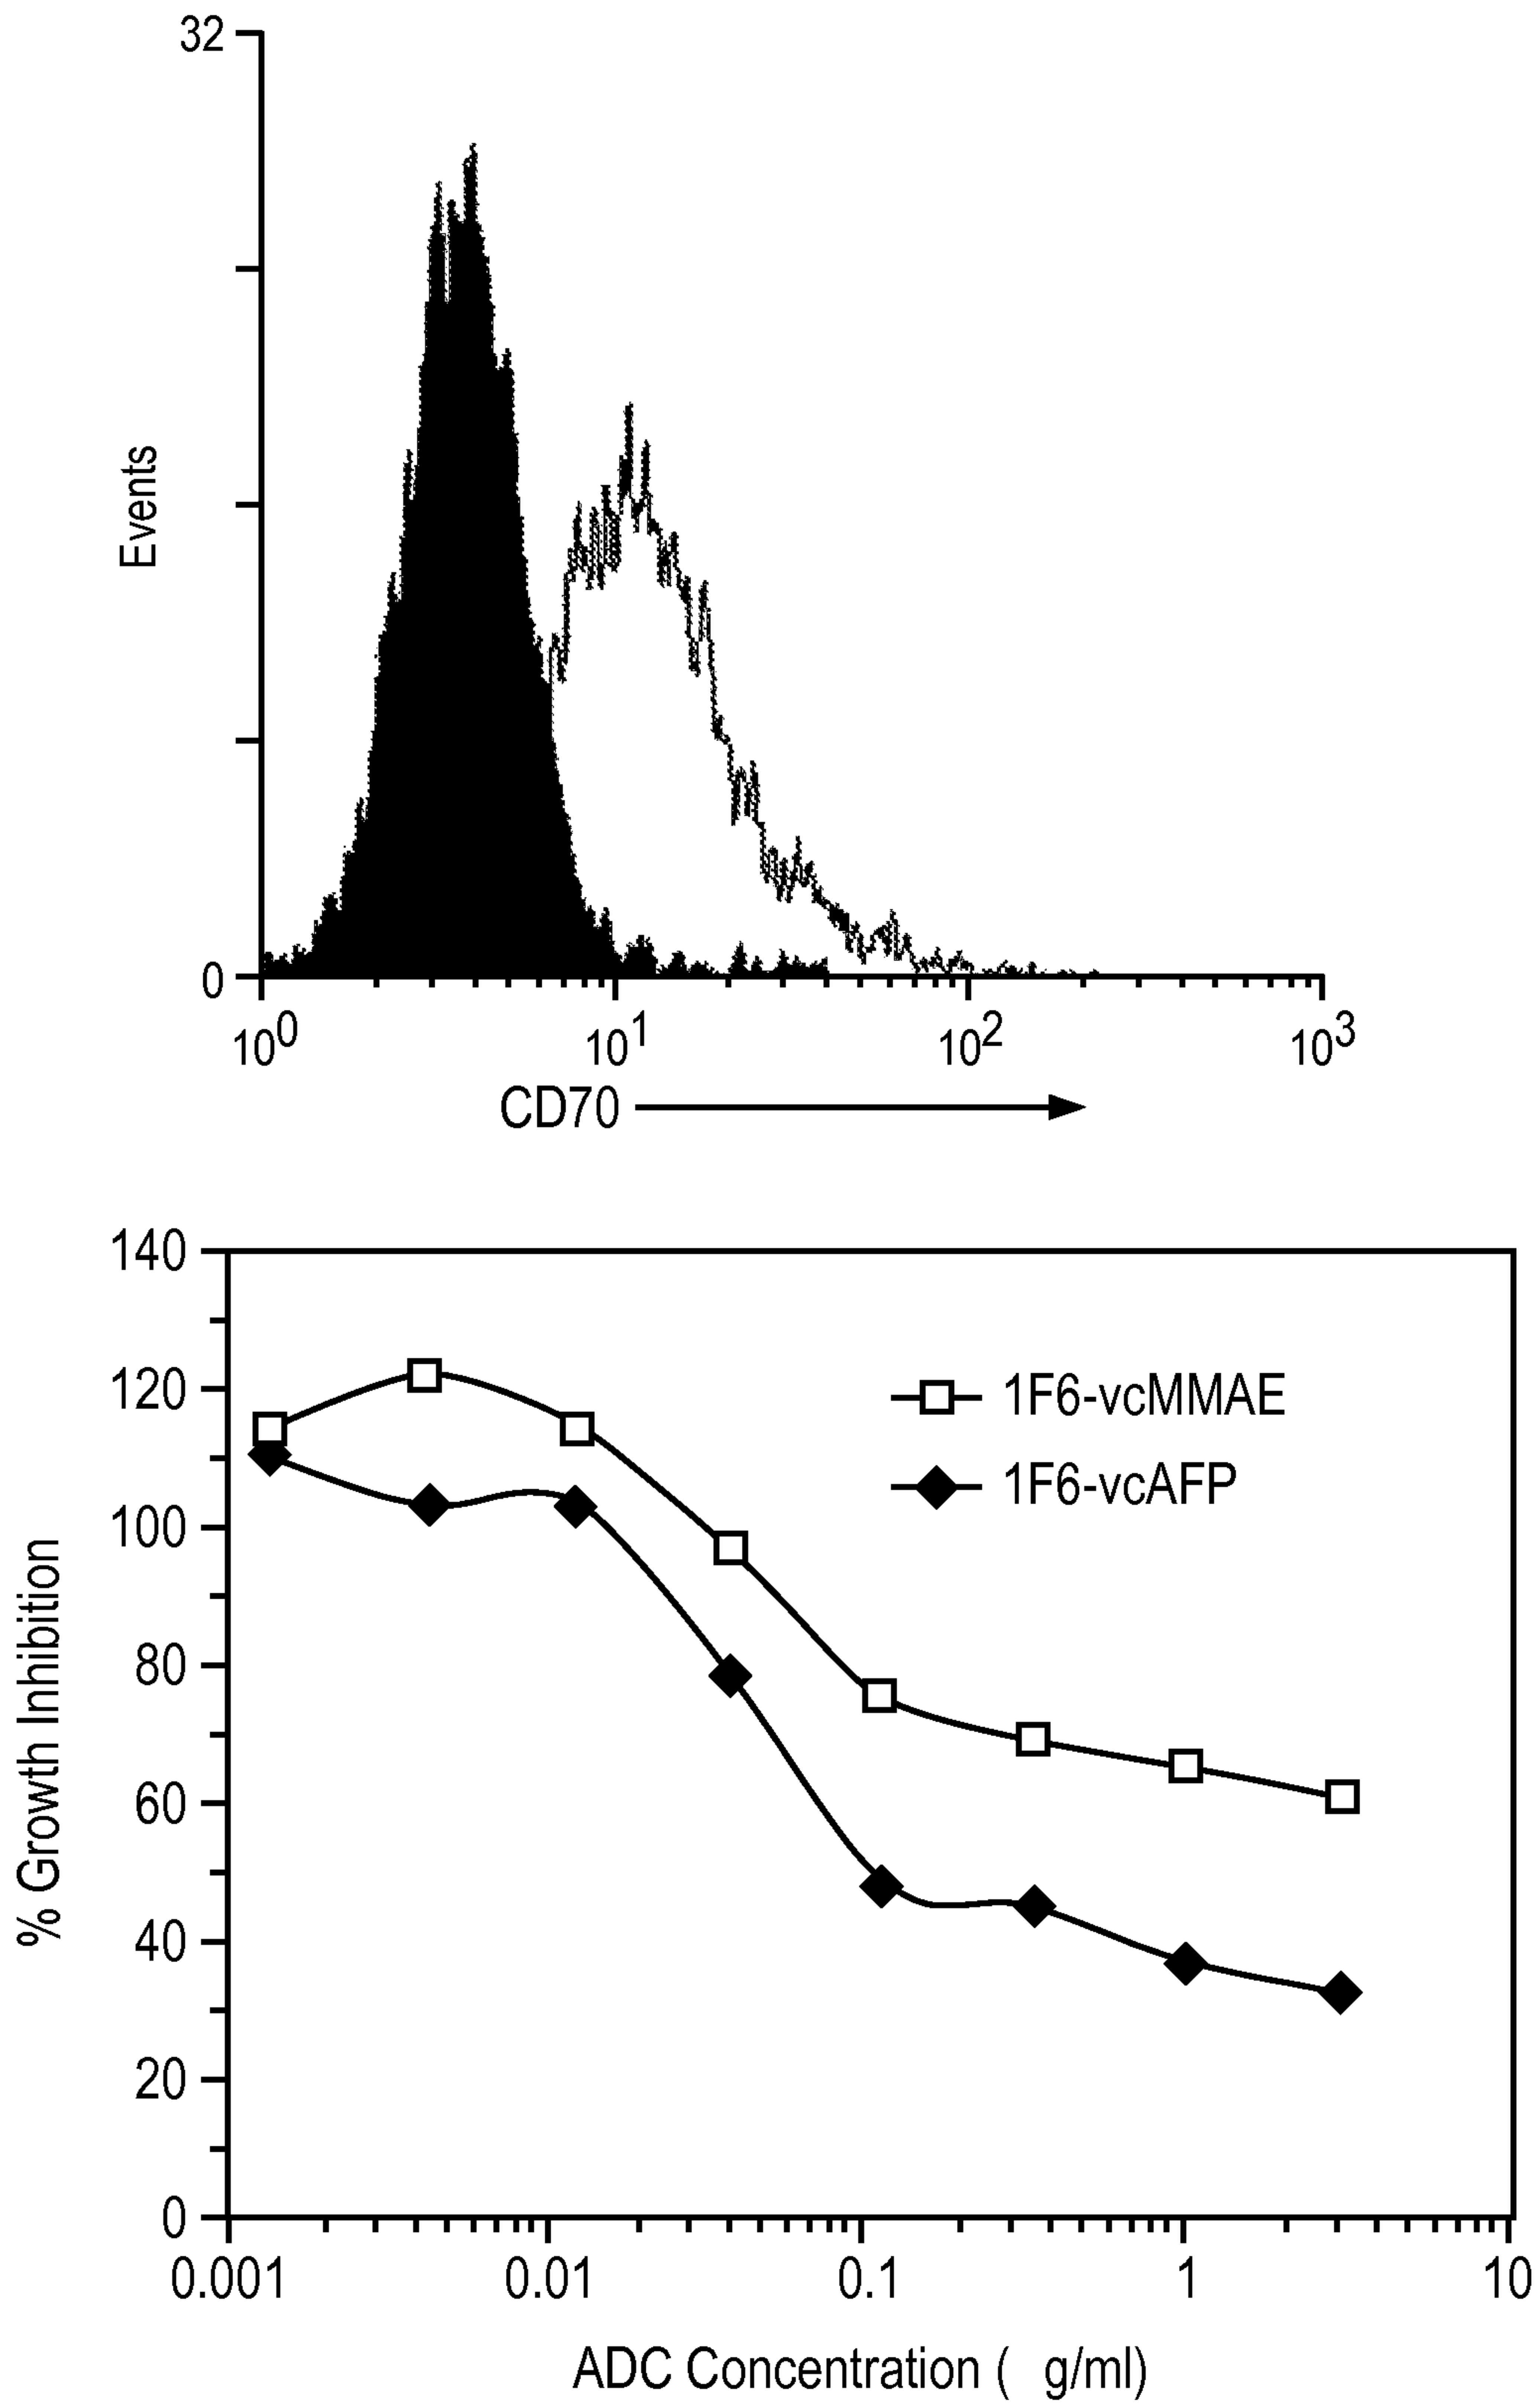 32
Events
0
10^0 10^1 10^2 10^3
CD70
140
120
100
80
60
40
20
0
% Growth Inhibition
1F6-vcMMAE
1F6-vcAFP
0.001 0.01 0.1 1 10
ADC Concentration ( g/ml)